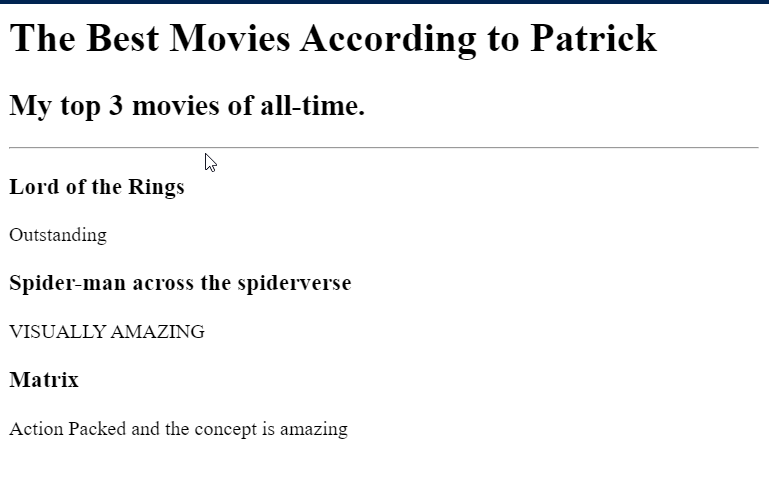 The Best Movies According to Patrick
My top 3 movies of all-time.
Lord of the Rings
Outstanding
Spider-man across the spiderverse
VISUALLY AMAZING
Matrix
Action Packed and the concept is amazing